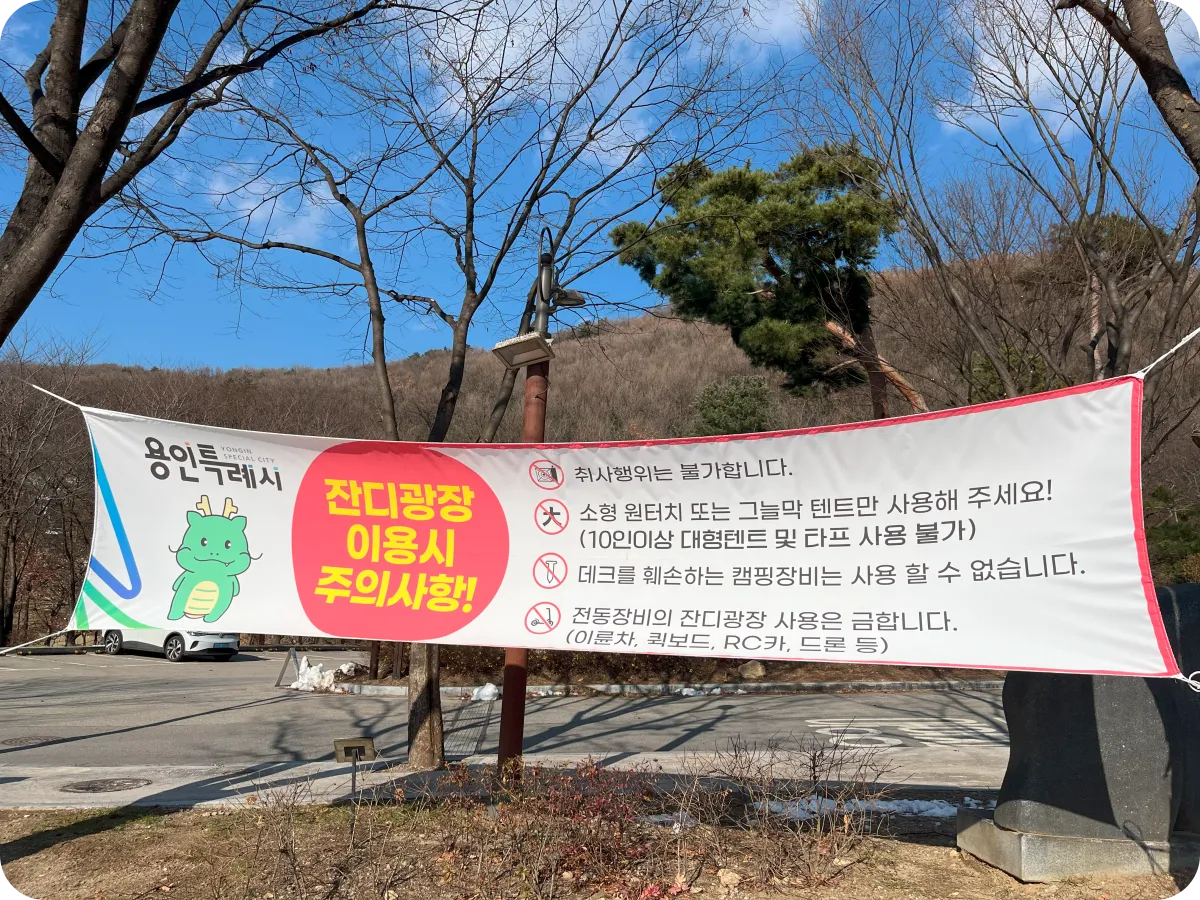 용인특례시
YONGIN
SPECIAL CITY
잔디광장
이용시
주의사항!
취사행위는 불가합니다.
소형 원터치 또는 그늘막 텐트만 사용해 주세요!
(10인이상 대형텐트 및 타프 사용 불가)
데크를 훼손하는 캠핑장비는 사용 할 수 없습니다.
전동장비의 잔디광장 사용은 금합니다.
(이륜차, 퀵보드, RC카, 드론 등)